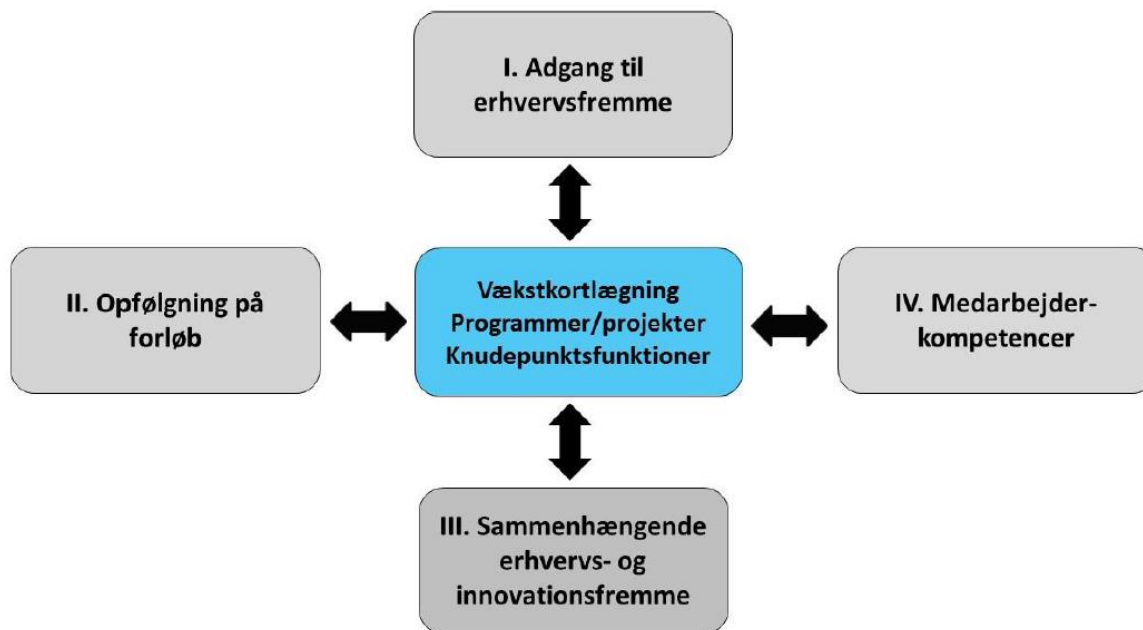 I. Adgang til
erhvervsfremme
II. Opfølgning på
forløb
Vækstkortlægning
Programmer/projekter
Knudepunktsfunktioner
IV. Medarbejder-
kompetencer
III. Sammenhængende
erhvervs- og
innovationsfremme